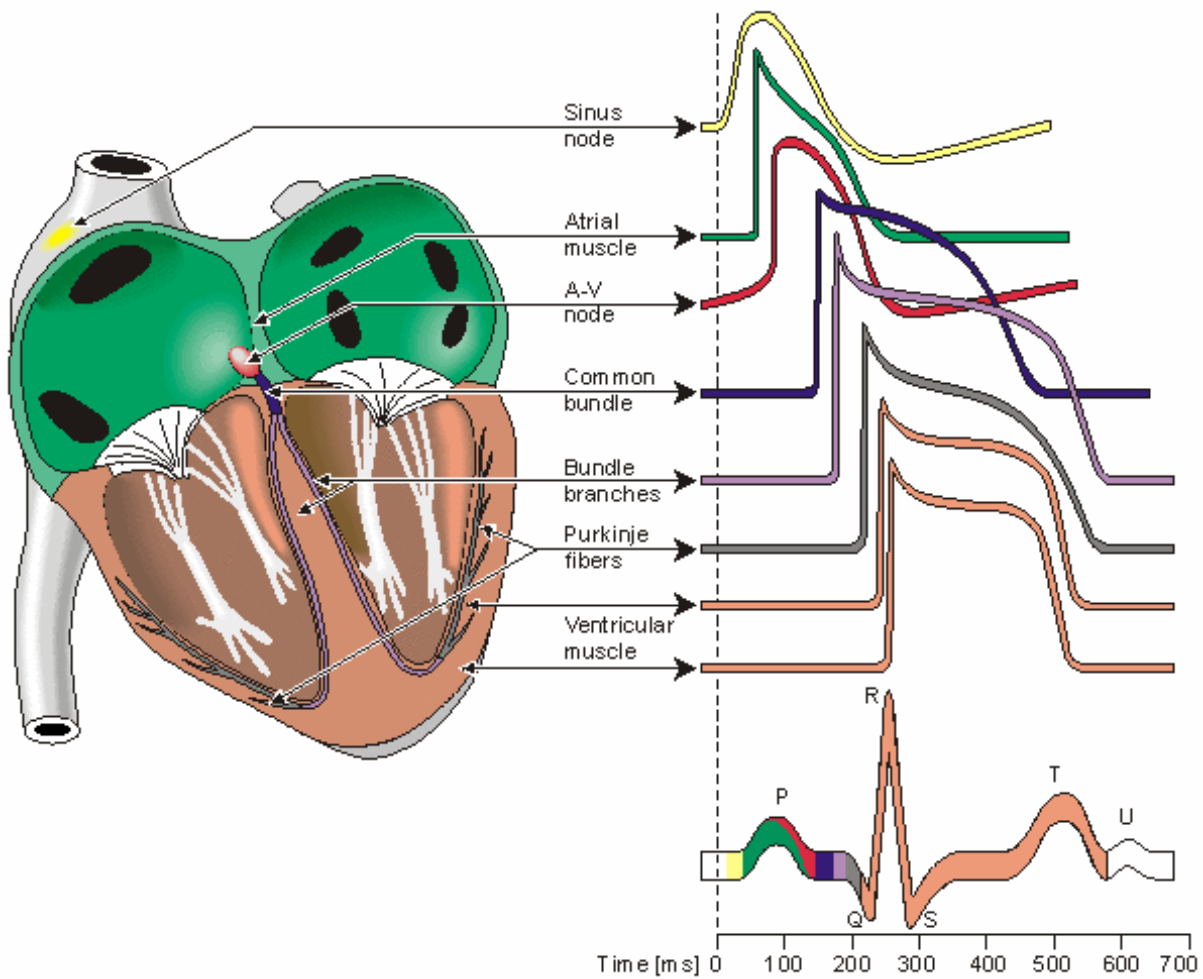 Sinus
node
Atrial
muscle
A-V
node
Common
bundle
Bundle
branches
Purkinje
fibers
Ventricular
muscle
R
P
T
U
Q
S
Time [ms] 0 100 200 300 400 500 600 700